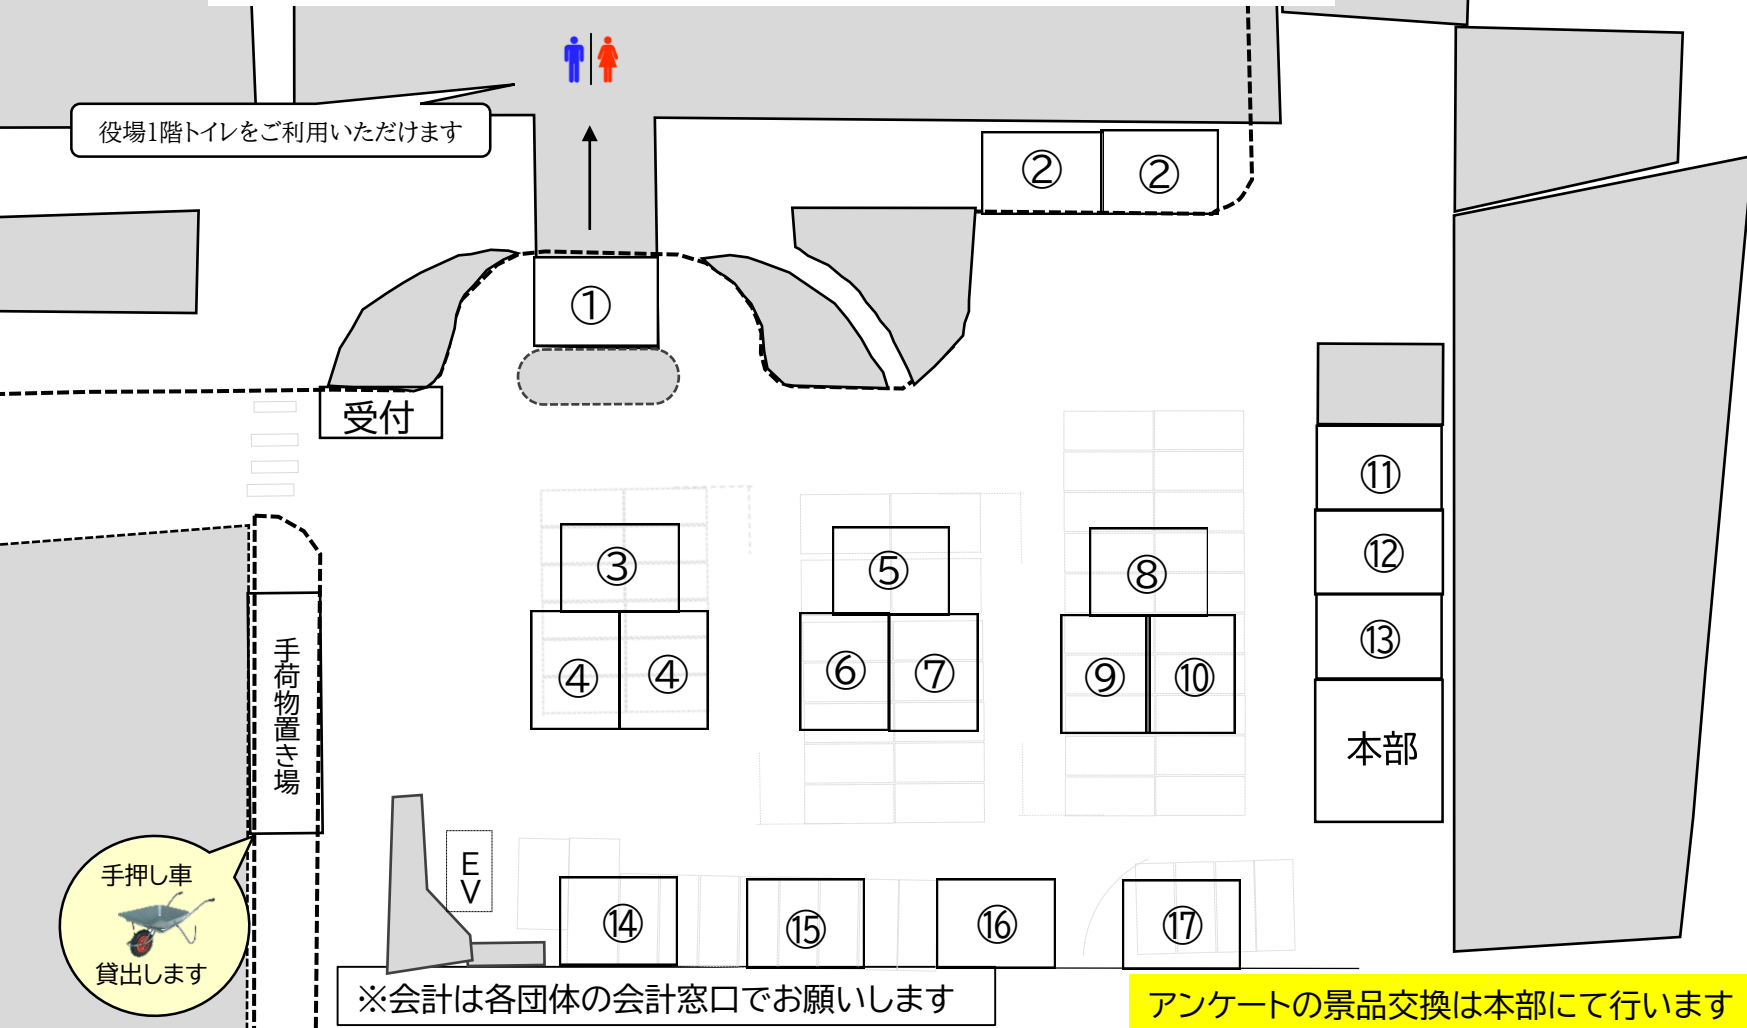 役場1階トイレをご利用いただけます
②
②
①
受付
⑪
⑫
⑬
本部
③
④
④
⑤
⑥
⑦
⑧
⑨
⑩
手荷物置き場
手押し車
貸出します
EV
⑭
⑮
⑯
⑰
※会計は各団体の会計窓口でお願いします
アンケートの景品交換は本部にて行います